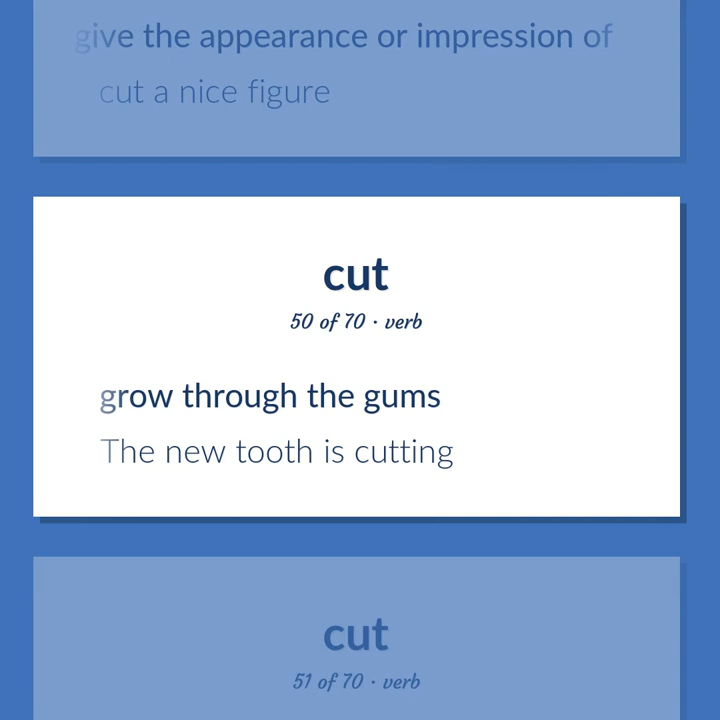 give the appearance or impression of
cut a nice figure
cut
50 of 70 · verb
grow through the gums
The new tooth is cutting
cut
51 of 70 · verb